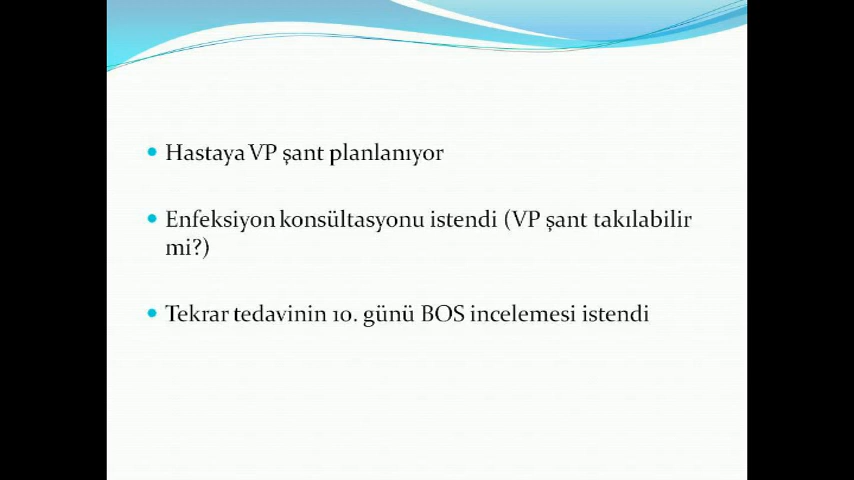 Hastaya VP şant planlanıyor
Enfeksiyon konsültasyonu istendi (VP şant takılabilir
mi?)
Tekrar tedavinin 10. günü BOS incelemesi istendi